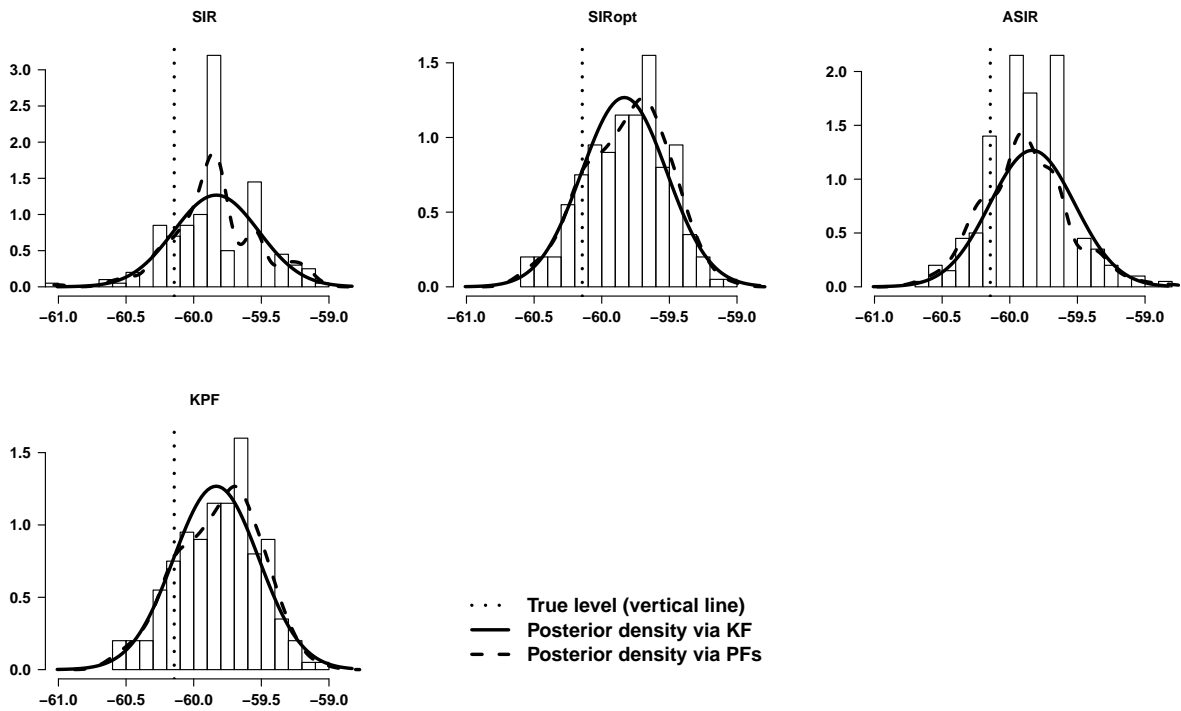 SIR
3.0
2.5
2.0
1.5
1.0
0.5
0.0
−61.0 −60.5 −60.0 −59.5 −59.0
SIRopt
1.5
1.0
0.5
0.0
−61.0 −60.5 −60.0 −59.5 −59.0
ASIR
2.0
1.5
1.0
0.5
0.0
−61.0 −60.5 −60.0 −59.5 −59.0
KPF
1.5
1.0
0.5
0.0
−61.0 −60.5 −60.0 −59.5 −59.0
True level (vertical line)
Posterior density via KF
Posterior density via PFs